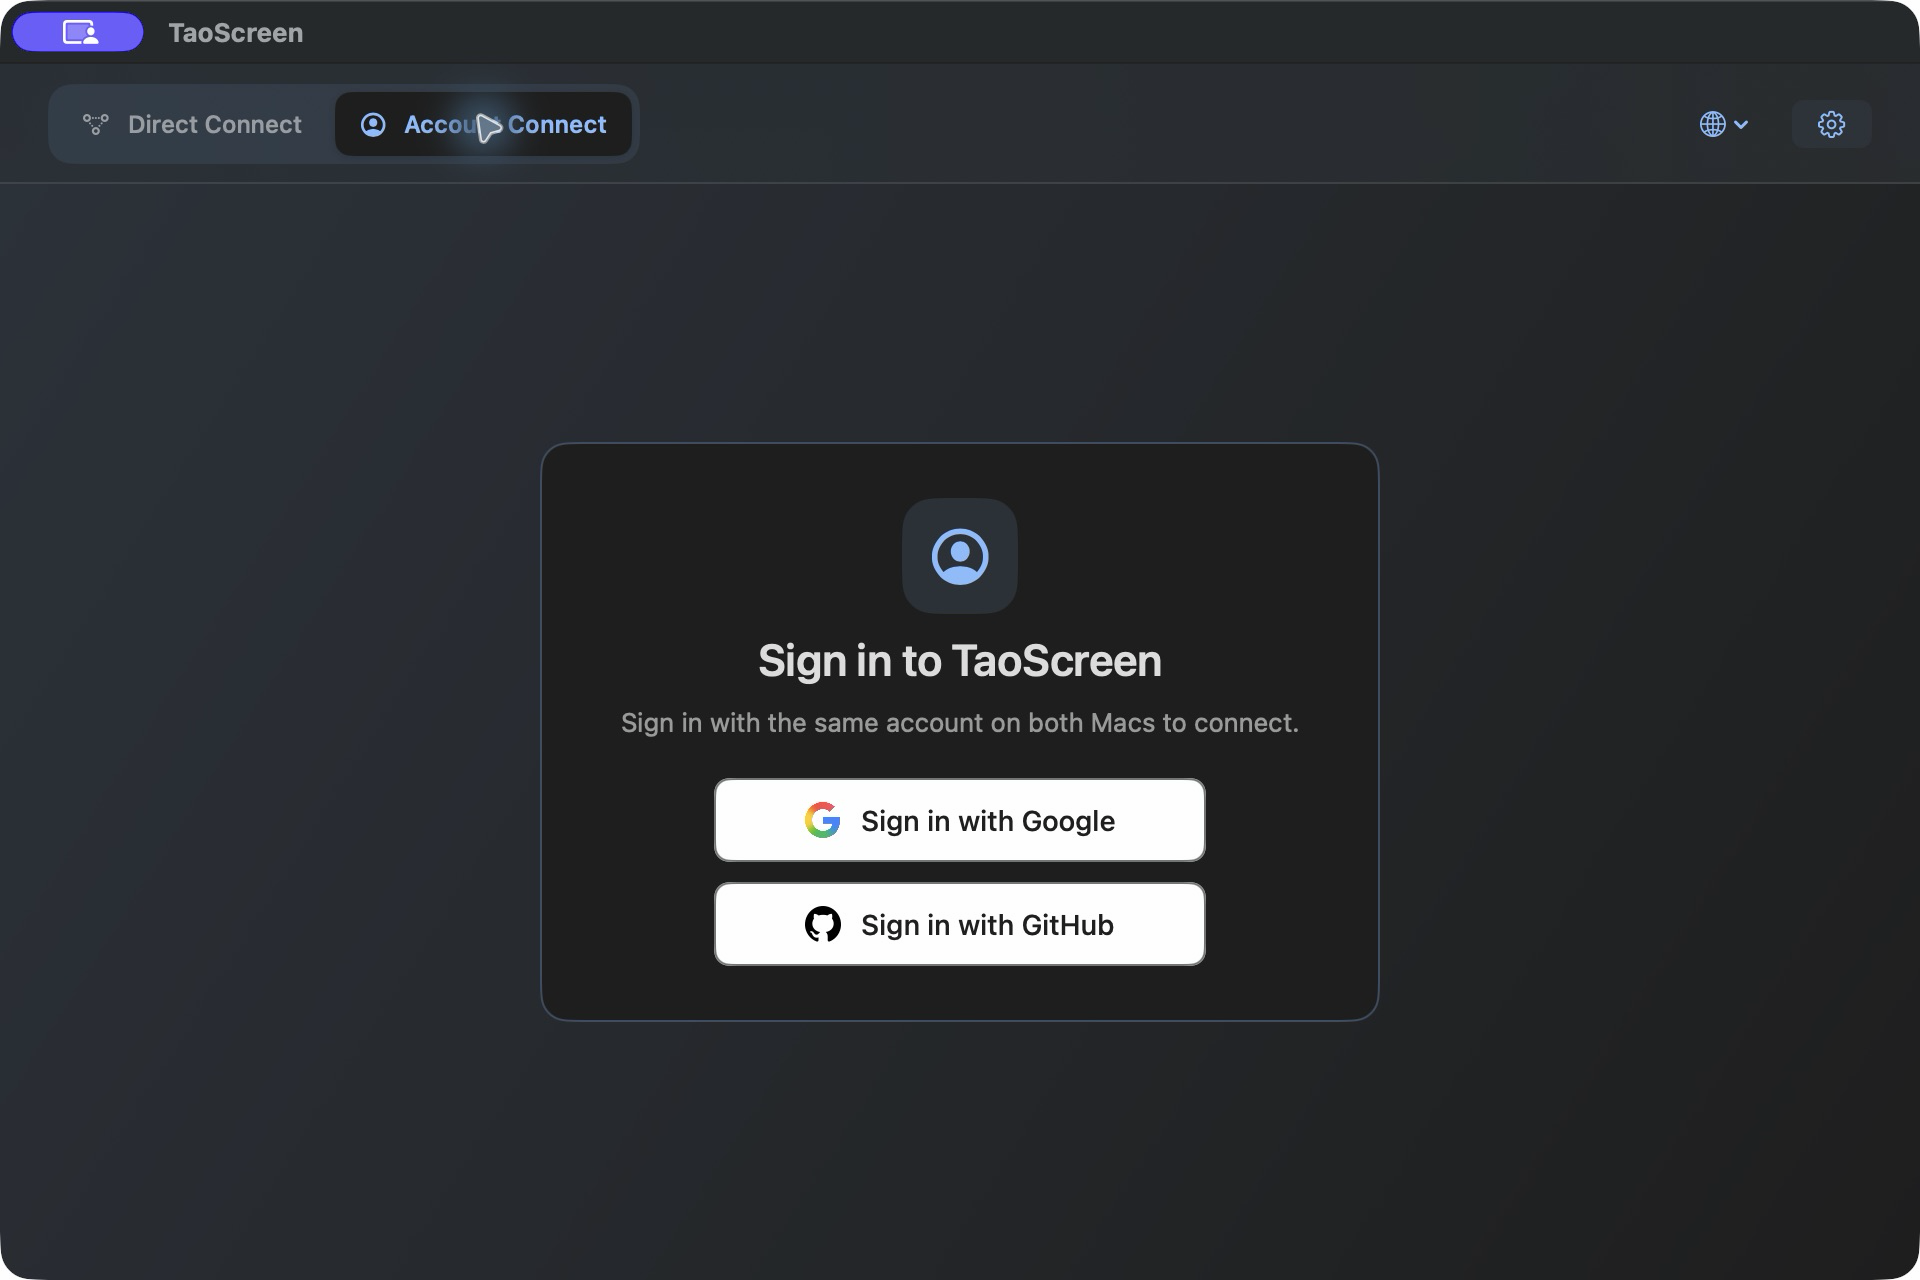 TaoScreen
Direct Connect
Account Connect
Sign in to TaoScreen
Sign in with the same account on both Macs to connect.
Sign in with Google
Sign in with GitHub